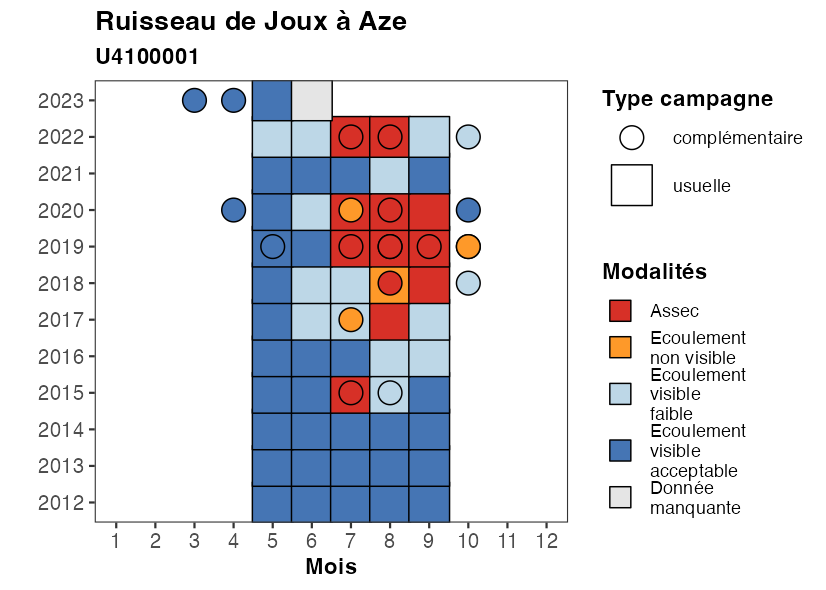 Ruisseau de Joux à Aze
U4100001
2023
2022
2021
2020
2019
2018
2017
2016
2015
2014
2013
2012
1 2 3 4 5 6 7 8 9 10 11 12
Mois
Type campagne
complémentaire
usuelle
Modalités
Assec
Ecoulement
non visible
Ecoulement
visible
faible
Ecoulement
visible
acceptable
Donnée
manquante